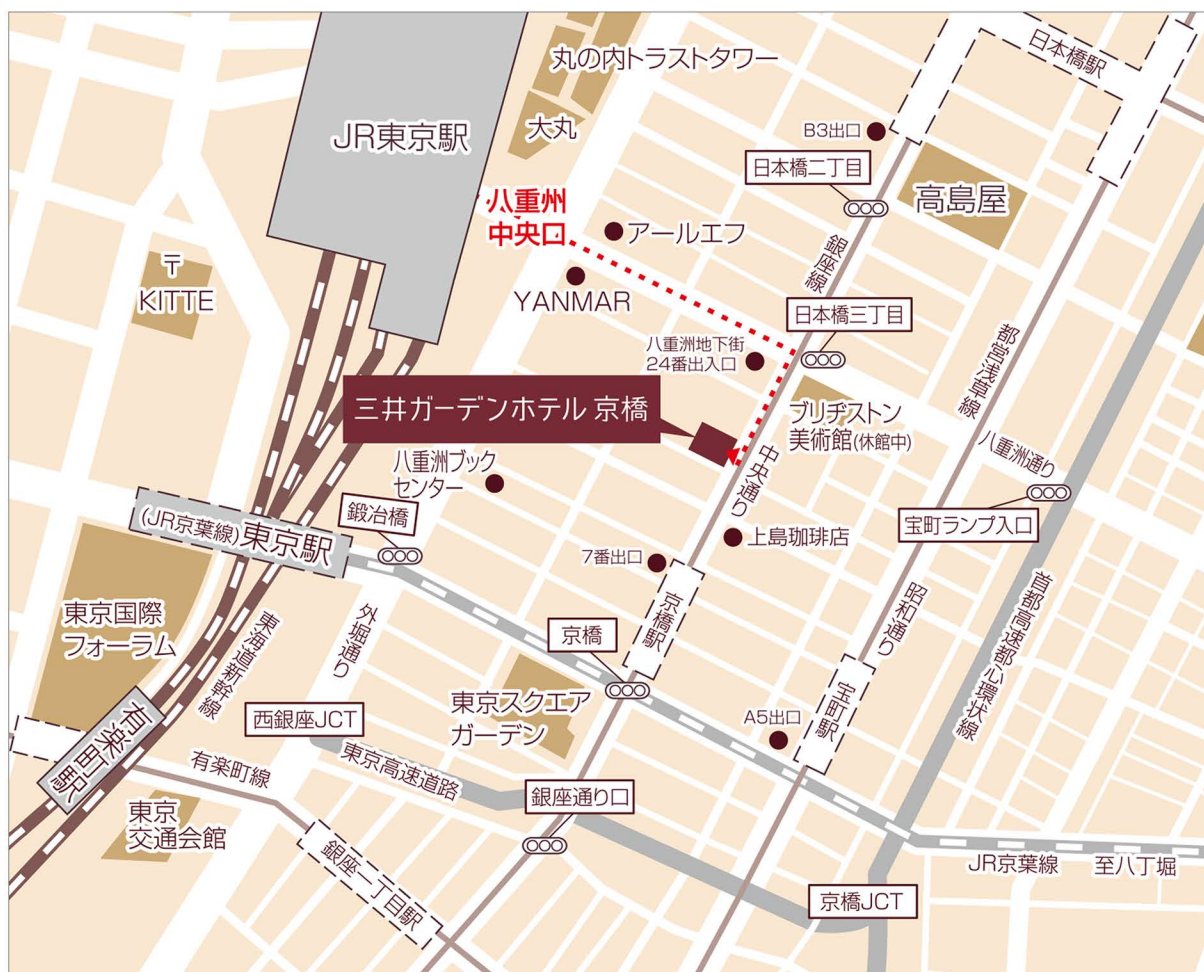 丸の内トラストタワー
日本橋駅
JR東京駅
大丸
B3出口
日本橋二丁目
高島屋
八重州
中央口
アールエフ
銀座線
〒
KITTE
YANMAR
日本橋三丁目
八重洲地下街
24番出入口
都営浅草線
三井ガーデンホテル 京橋
ブリヂストン
美術館(休館中)
中央通り
八重洲通り
八重洲ブック
センター
鍛冶橋
(JR京葉線)東京駅
宝町ランプ入口
上島珈琲店
7番出口
京橋駅
昭和通り
首都高速都心環状線
東京国際
フォーラム
東海道新幹線
外堀通り
京橋
東京スクエア
ガーデン
宝町駅
A5出口
西銀座JCT
有楽町駅
有楽町線
東京高速道路
銀座通り口
東京
交通会館
銀座一丁目駅
JR京葉線
至八丁堀
京橋JCT